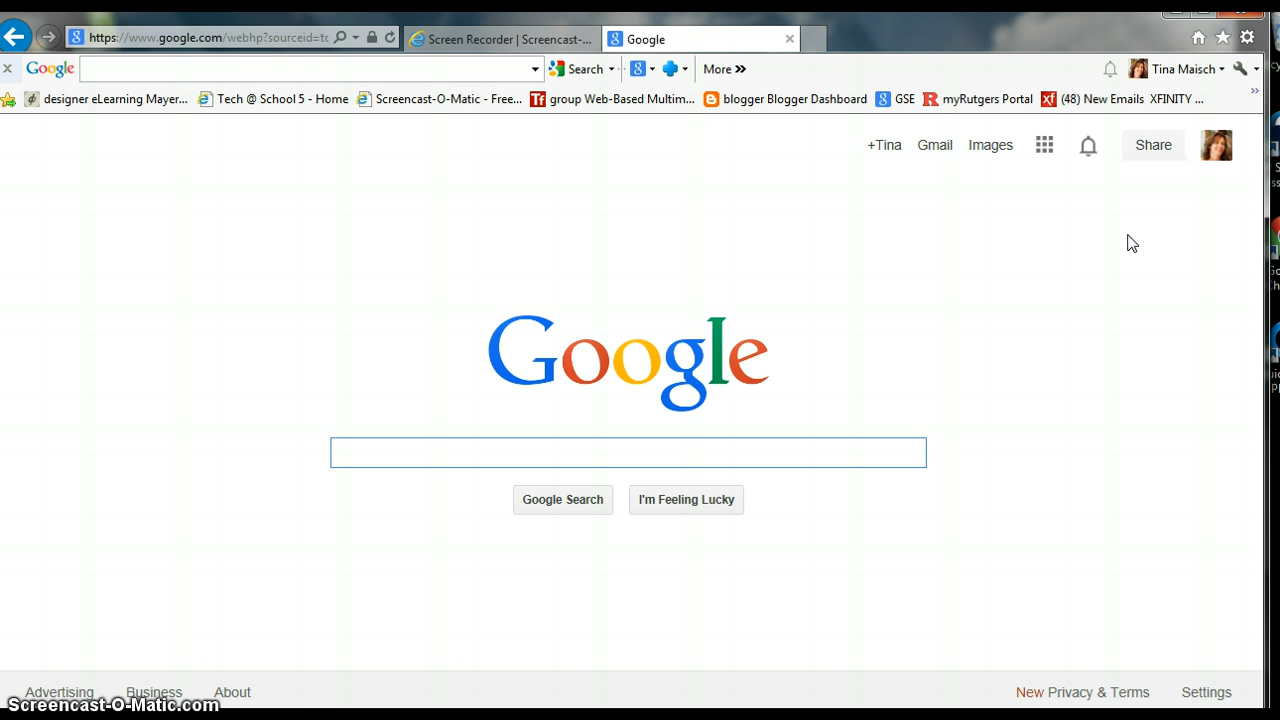 https://www.google.com/webhp?sourceid=tc
Screen Recorder | Screencast-...
Google
Google
Search
More »
Tina Maisch
designer eLearning Mayer...
Tech @ School 5 - Home
Screencast-O-Matic - Free...
group Web-Based Multim...
blogger Blogger Dashboard
GSE
myRutgers Portal
(48) New Emails XFINITY ...
+Tina
Gmail
Images
Share
Google
Google Search
I'm Feeling Lucky
Advertising
Business
About
New Privacy & Terms
Settings
Screencast-O-Matic.com